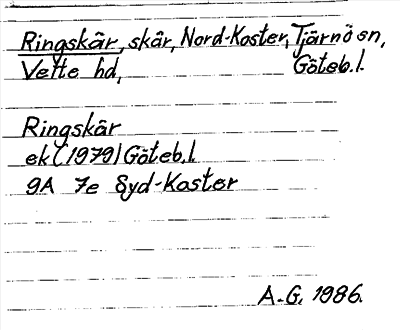 Ringskär, skär, Nord-Koster, Tjärnö sn,
Vette hd, Göteb.l.
Ringskär
ek (1979) Göteb.l
9A 7e Syd-Koster
A-G. 1986.